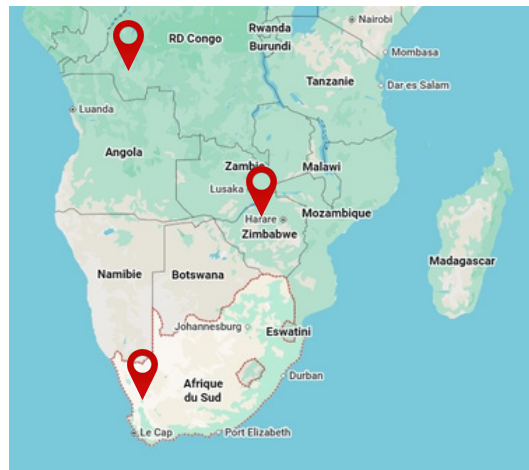 Nairobi
RD Congo
Rwanda
Burundi
Mombasa
Tanzanie
Dar es Salam
Luanda
Angola
Zambie
Malawi
Lusaka
Mozambique
Harare
Zimbabwe
Madagascar
Namibie
Botswana
Johannesburg
Eswatini
Durban
Afrique
du Sud
Le Cap
Port Elizabeth